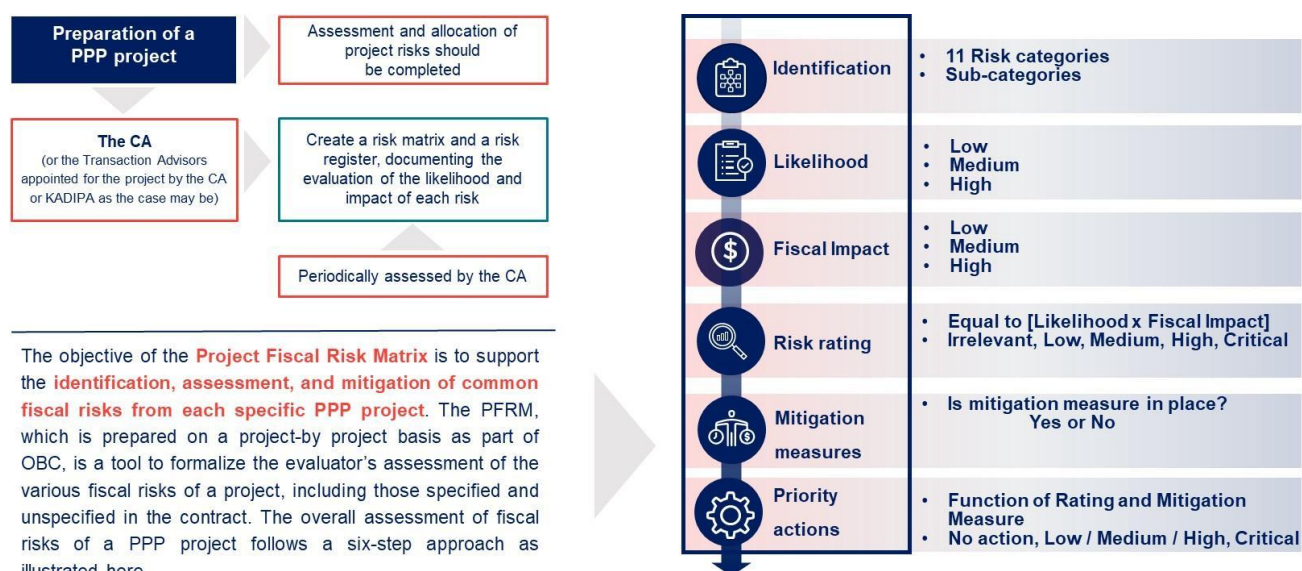 Preparation of a
PPP project
Assessment and allocation of
project risks should
be completed
The CA
(or the Transaction Advisors
appointed for the project by the CA
or KADIPA as the case may be)
Create a risk matrix and a risk
register, documenting the
evaluation of the likelihood and
impact of each risk
Periodically assessed by the CA
The objective of the Project Fiscal Risk Matrix is to support
the identification, assessment, and mitigation of common
fiscal risks from each specific PPP project. The PFRM,
which is prepared on a project-by project basis as part of
OBC, is a tool to formalize the evaluator's assessment of the
various fiscal risks of a project, including those specified and
unspecified in the contract. The overall assessment of fiscal
risks of a PPP project follows a six-step approach as
illustrated here
Identification
• 11 Risk categories
• Sub-categories
Likelihood
• Low
• Medium
• High
Fiscal Impact
• Low
• Medium
• High
Risk rating
• Equal to [Likelihood x Fiscal Impact]
• Irrelevant, Low, Medium, High, Critical
Mitigation
measures
• Is mitigation measure in place?
Yes or No
Priority
actions
• Function of Rating and Mitigation
Measure
• No action, Low / Medium / High, Critical